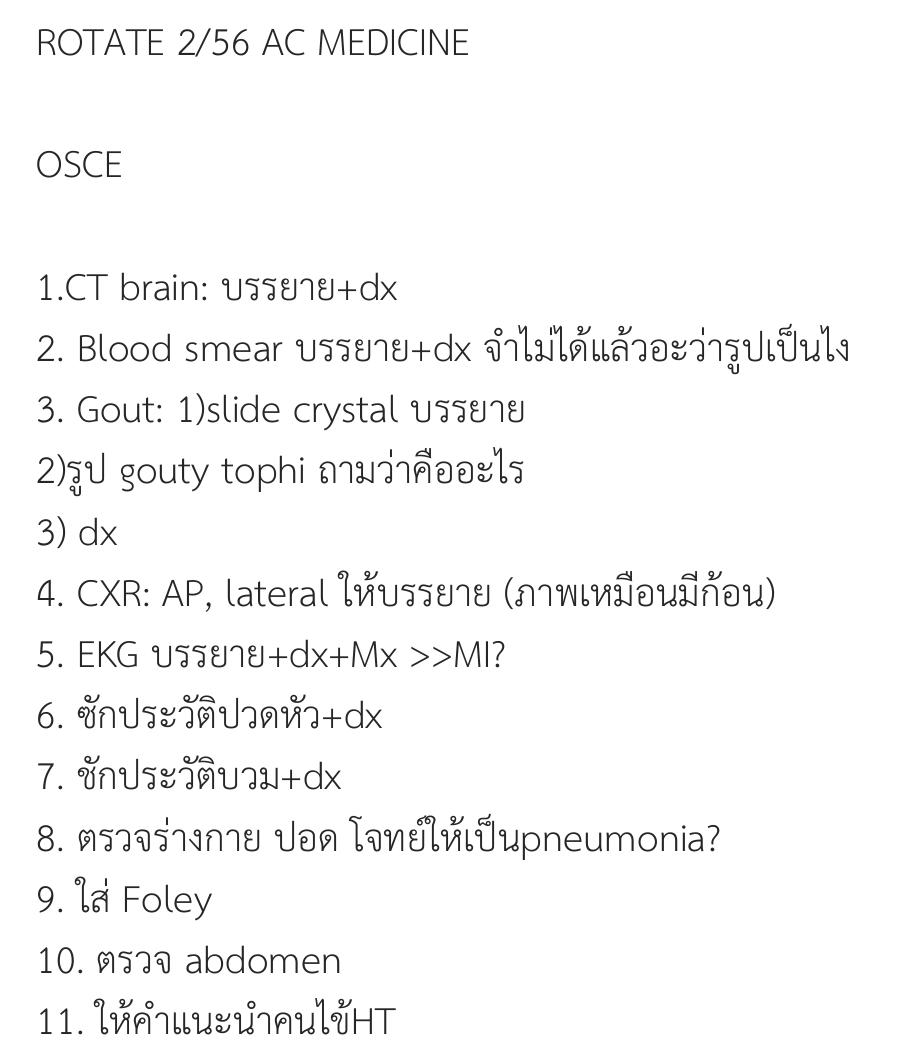 ROTATE 2/56 AC MEDICINE
OSCE
1.CT brain: บรรยาย+dx
2. Blood smear บรรยาย+dx จำไม่ได้แล้วอะว่ารูปเป็นไง
3. Gout: 1)slide crystal บรรยาย
2)รูป gouty tophi ถามว่าคืออะไร
3) dx
4. CXR: AP, lateral ให้บรรยาย (ภาพเหมือนมีก้อน)
5. EKG บรรยาย+dx+Mx >>MI?
6. ซักประวัติปวดหัว+dx
7. ซักประวัติบวม+dx
8. ตรวจร่างกาย ปอด โจทย์ให้เป็นpneumonia?
9. ใส่ Foley
10. ตรวจ abdomen
11. ให้คำแนะนำคนไข้HT